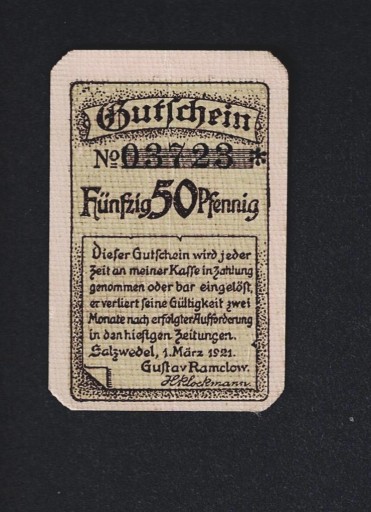 Gutschein
No 03723 *
Fünfzig 50 Pfennig
Dieser Gutschein wird jeder
Zeit an meiner Kasse in Zahlung
genommen oder bar eingelöst,
er verliert seine Gültigkeit zwei
Monate nach erfolgter Aufforderung
in den hiesigen Zeitungen.
Salzwedel, 1. März 1921.
Gustav Ramclow.
H. Klockmann.